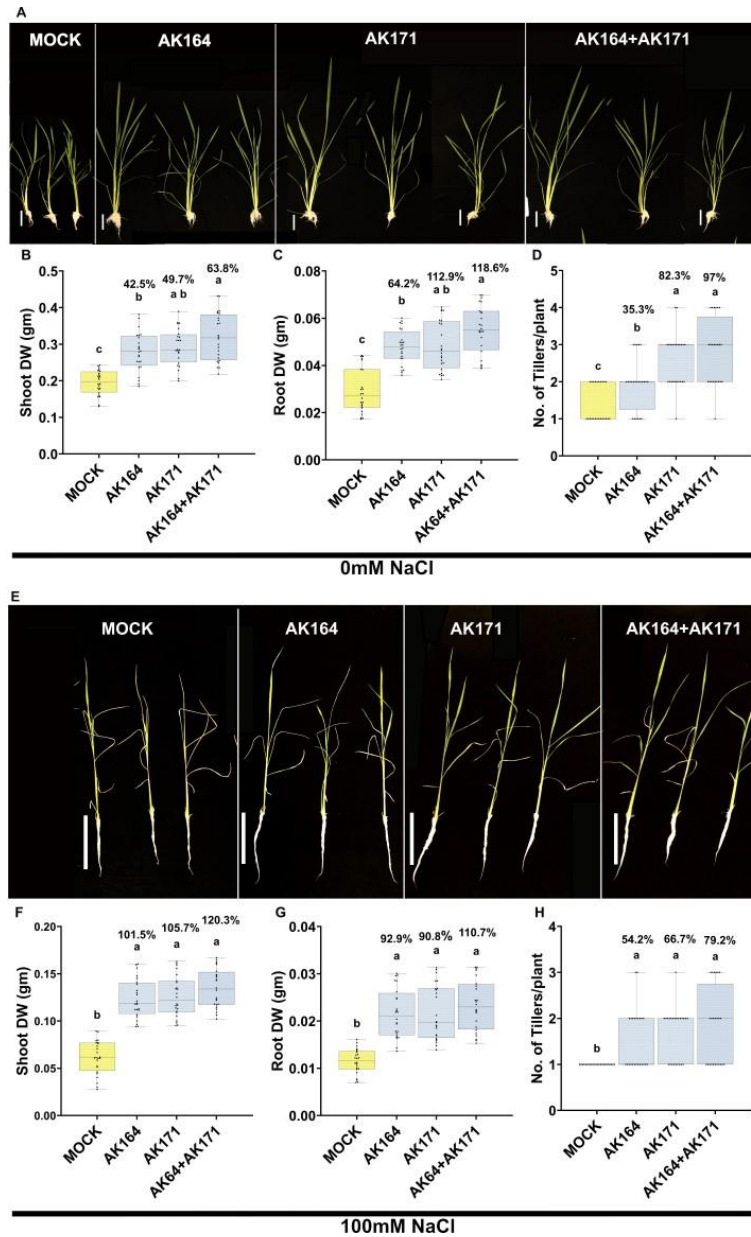 A
MOCK
AK164
AK171
AK164+AK171
B
Shoot DW (gm)
0.5
0.4
0.3
0.2
0.1
0.0
c
42.5%
b
49.7%
a b
63.8%
a
MOCK
AK164
AK171
AK164+AK171
C
Root DW (gm)
0.08
0.06
0.04
0.02
0.00
c
64.2%
b
112.9%
a b
118.6%
a
MOCK
AK164
AK171
AK64+AK171
D
No. of Tillers/plant
5
4
3
2
1
0
c
35.3%
b
82.3%
a
97%
a
MOCK
AK164
AK171
AK164+AK171
0mM NaCl
E
MOCK
AK164
AK171
AK164+AK171
F
Shoot DW (gm)
0.20
0.15
0.10
0.05
0.00
b
101.5%
a
105.7%
a
120.3%
a
MOCK
AK164
AK171
AK64+AK171
G
Root DW (gm)
0.04
0.03
0.02
0.01
0.00
b
92.9%
a
90.8%
a
110.7%
a
MOCK
AK164
AK171
AK64+AK171
H
No. of Tillers/plant
4
3
2
1
0
b
54.2%
a
66.7%
a
79.2%
a
MOCK
AK164
AK171
AK164+AK171
100mM NaCl